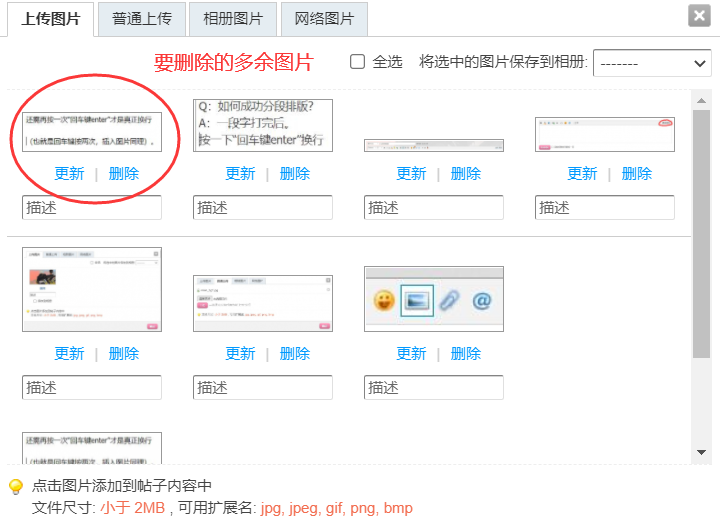 上传图片 普通上传 相册图片 网络图片
要删除的多余图片 全选 将选中的图片保存到相册: -------
还需再按一次"回车键enter"才是真正换行
(也就是回车键按两次，插入图片同理)。
Q：如何成功分段排版？
A：一段字打完后。
按一下"回车键enter"换行
更新 | 删除 更新 | 删除 更新 | 删除 更新 | 删除
描述 描述 描述 描述
@
更新 | 删除 更新 | 删除 更新 | 删除
描述 描述 描述
还需再按一次"回车键enter"才是真正换行
(也就是回车键按两次，插入图片同理)。
点击图片添加到帖子内容中
文件尺寸: 小于 2MB , 可用扩展名: jpg, jpeg, gif, png, bmp